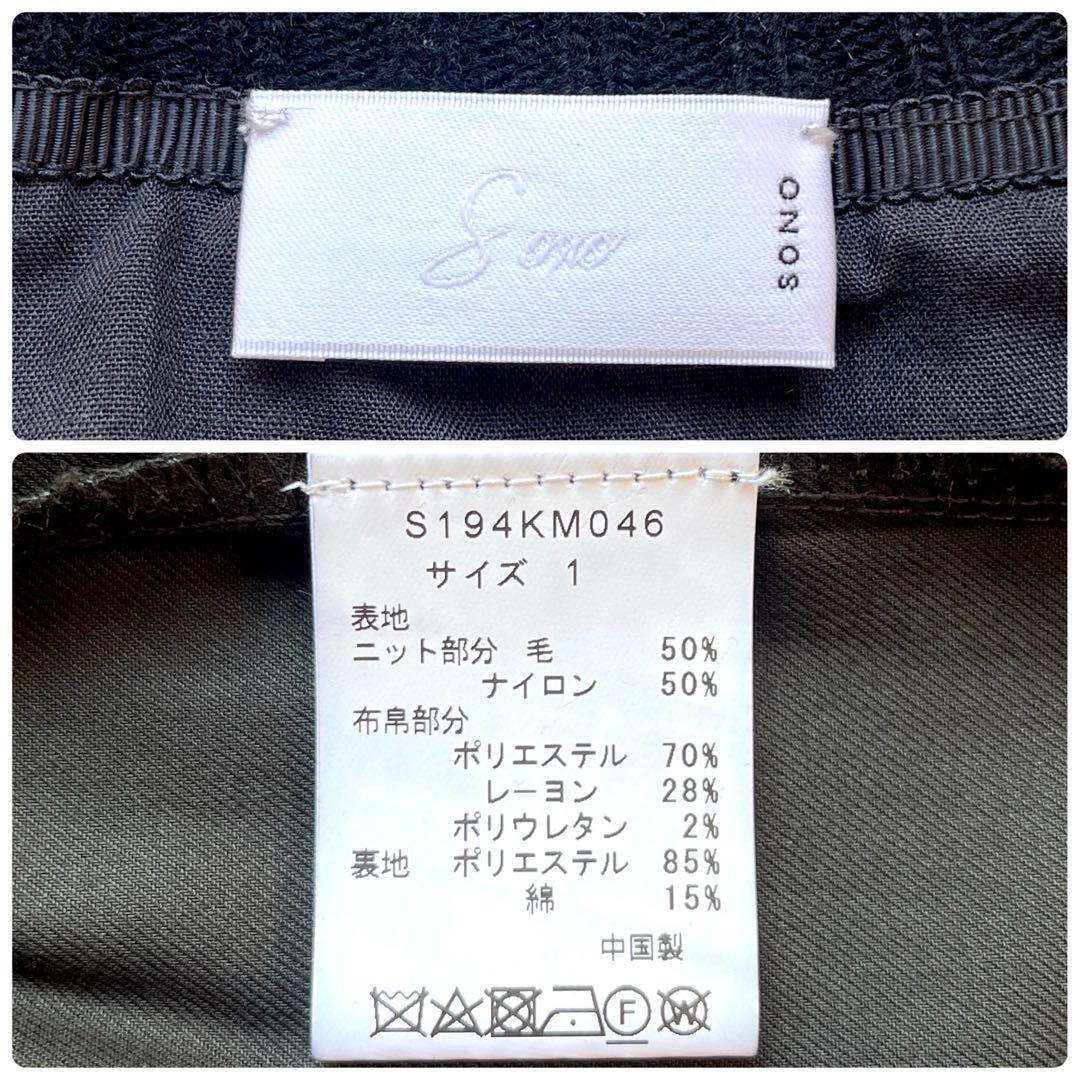 Sono
SONO
S194KM046
サイズ 1
表地
ニット部分 毛 50%
ナイロン 50%
布帛部分
ポリエステル 70%
レーヨン 28%
ポリウレタン 2%
裏地 ポリエステル 85%
綿 15%
中国製
F W